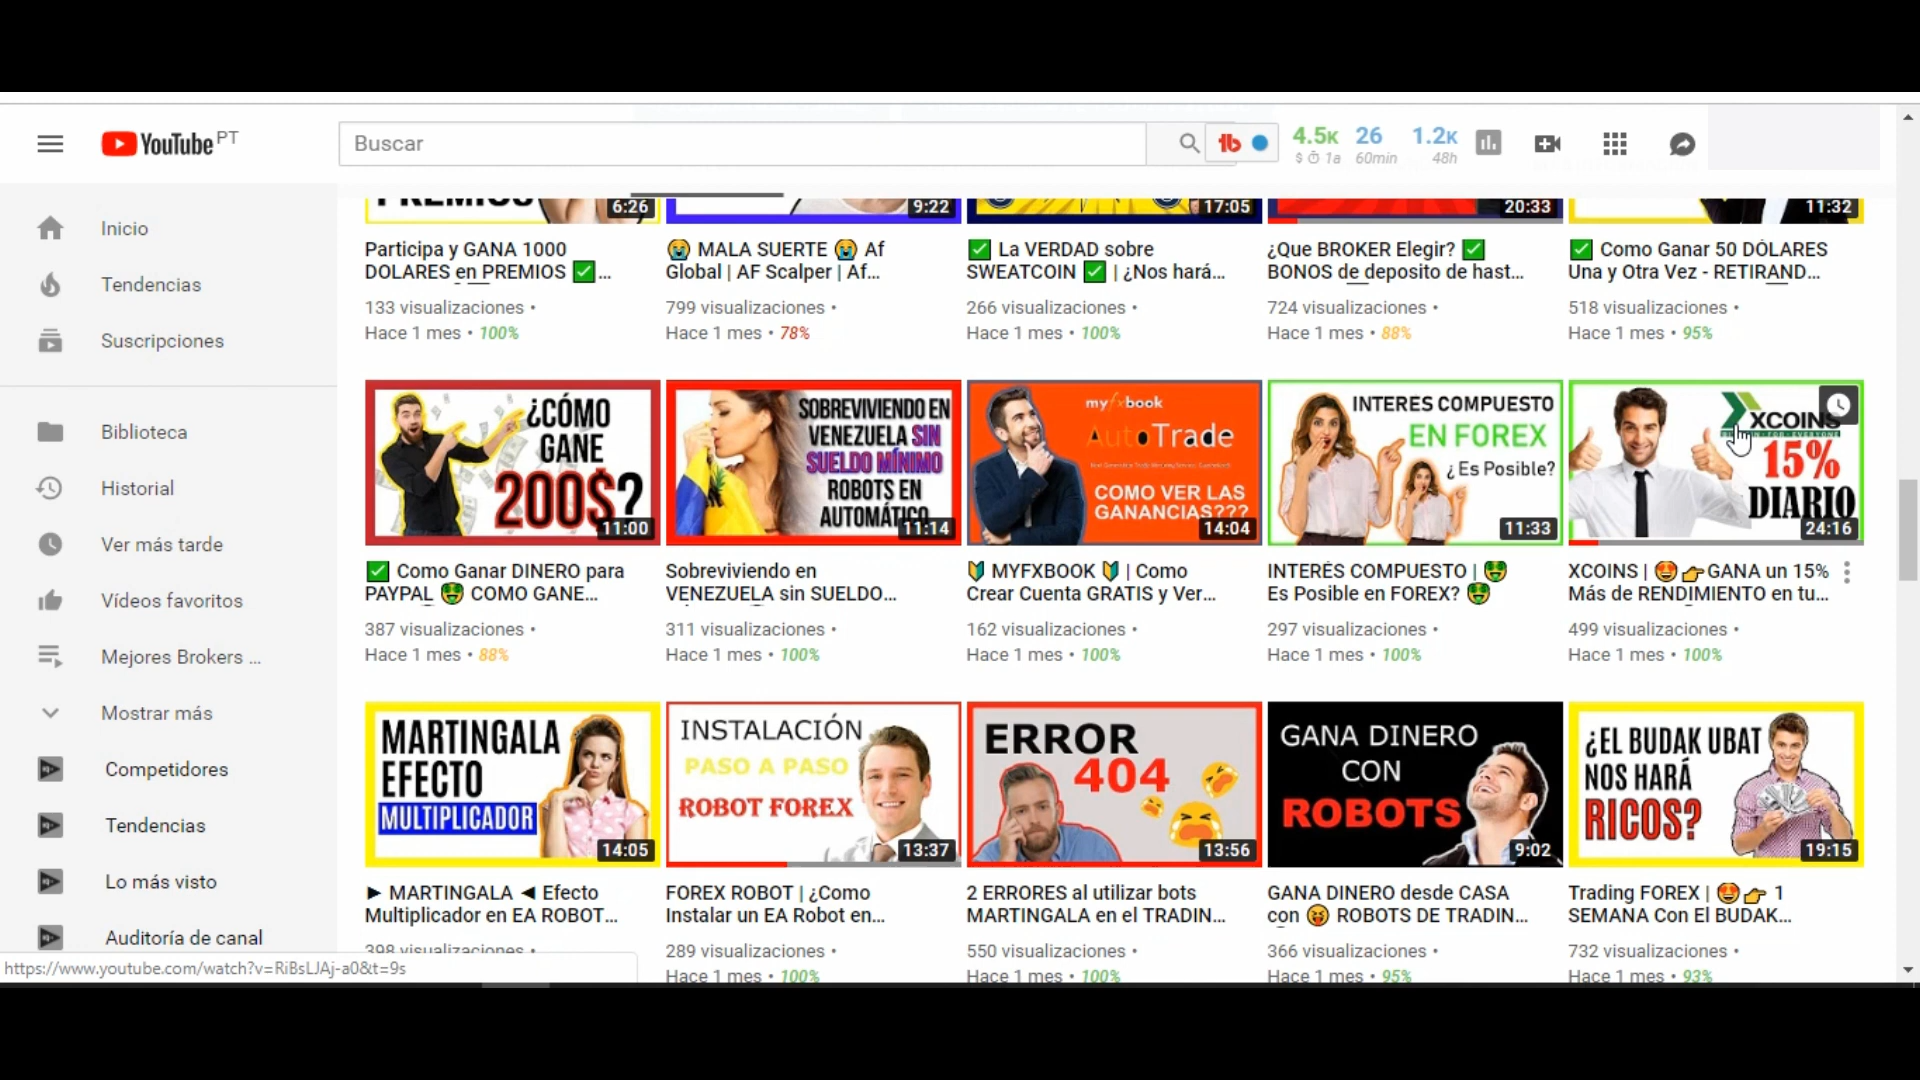 YouTube PT
Buscar
4.5K 26 1.2K
$ 1a 60min 48h
Inicio
Tendencias
Suscripciones
Biblioteca
Historial
Ver más tarde
Vídeos favoritos
Mejores Brokers ...
Mostrar más
Competidores
Tendencias
Lo más visto
Auditoría de canal
https://www.youtube.com/watch?v=RiBsLJAj-a0&t=9s
PREMIOS
6:26
Participa y GANA 1000
DOLARES en PREMIOS ✅ ...
133 visualizaciones •
Hace 1 mes • 100%
9:22
😭 MALA SUERTE 😭 Af
Global | AF Scalper | Af...
799 visualizaciones •
Hace 1 mes • 78%
17:05
✅ La VERDAD sobre
SWEATCOIN ✅ | ¿Nos hará...
266 visualizaciones •
Hace 1 mes • 100%
20:33
¿Que BROKER Elegir? ✅
BONOS de deposito de hast...
724 visualizaciones •
Hace 1 mes • 88%
11:32
✅ Como Ganar 50 DÓLARES
Una y Otra Vez - RETIRAND...
518 visualizaciones •
Hace 1 mes • 95%
¿CÓMO
GANE
200$?
11:00
✅ Como Ganar DINERO para
PAYPAL 🤑 COMO GANE...
387 visualizaciones •
Hace 1 mes • 88%
SOBREVIVIENDO EN
VENEZUELA SIN
SUELDO MÍNIMO
ROBOTS EN
AUTOMÁTICO
11:14
Sobreviviendo en
VENEZUELA sin SUELDO...
311 visualizaciones •
Hace 1 mes • 100%
myfxbook
AutoTrade
COMO VER LAS
GANANCIAS???
14:04
🔰 MYFXBOOK 🔰 | Como
Crear Cuenta GRATIS y Ver...
162 visualizaciones •
Hace 1 mes • 100%
INTERES COMPUESTO
EN FOREX
¿Es Posible?
11:33
INTERÉS COMPUESTO | 🤑
Es Posible en FOREX? 🤑
297 visualizaciones •
Hace 1 mes • 100%
XCOINS
15%
DIARIO
24:16
XCOINS | 😍👉GANA un 15%
Más de RENDIMIENTO en tu...
499 visualizaciones •
Hace 1 mes • 100%
MARTINGALA
EFECTO
MULTIPLICADOR
14:05
► MARTINGALA ◄ Efecto
Multiplicador en EA ROBOT...
398 visualizaciones •
INSTALACIÓN
PASO A PASO
ROBOT FOREX
13:37
FOREX ROBOT | ¿Como
Instalar un EA Robot en...
289 visualizaciones •
Hace 1 mes • 100%
ERROR
404
13:56
2 ERRORES al utilizar bots
MARTINGALA en el TRADIN...
550 visualizaciones •
Hace 1 mes • 100%
GANA DINERO
CON
ROBOTS
9:02
GANA DINERO desde CASA
con 😝 ROBOTS DE TRADIN...
366 visualizaciones •
Hace 1 mes • 95%
¿EL BUDAK UBAT
NOS HARÁ
RICOS?
19:15
Trading FOREX | 😍👉 1
SEMANA Con El BUDAK...
732 visualizaciones •
Hace 1 mes • 93%